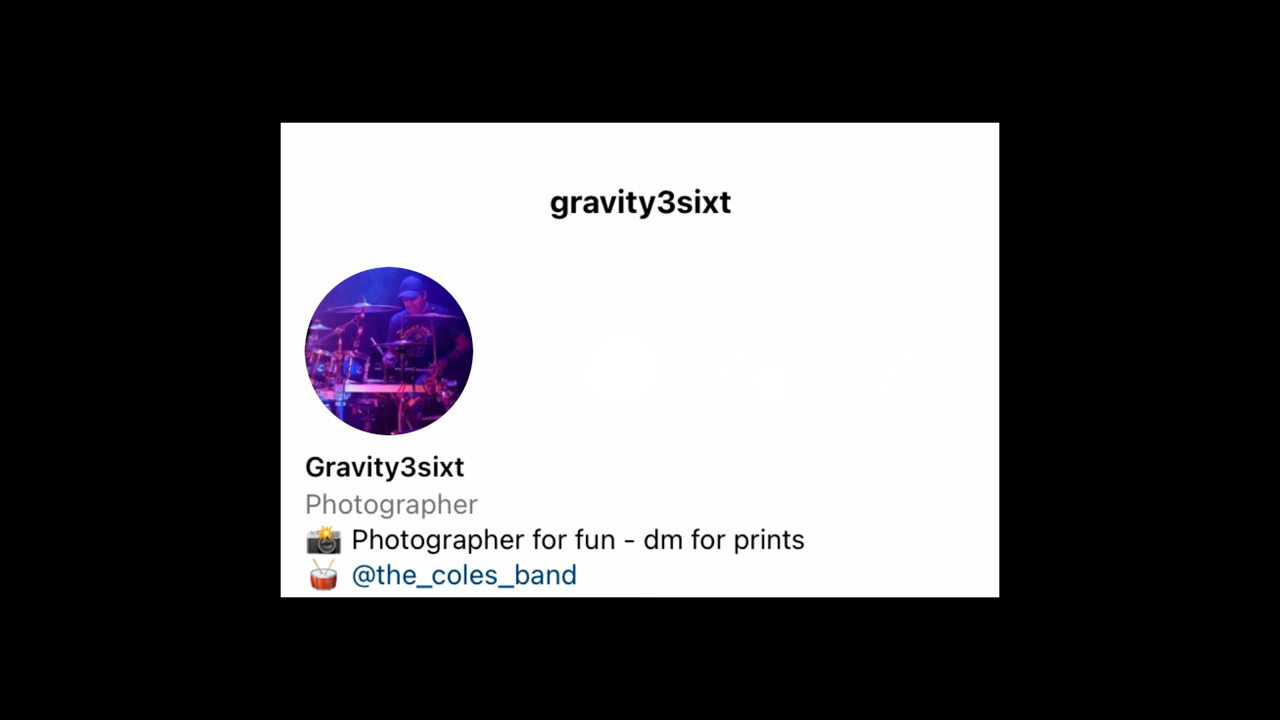 gravity3sixt
Gravity3sixt
Photographer
📸 Photographer for fun - dm for prints
🥁 @the_coles_band